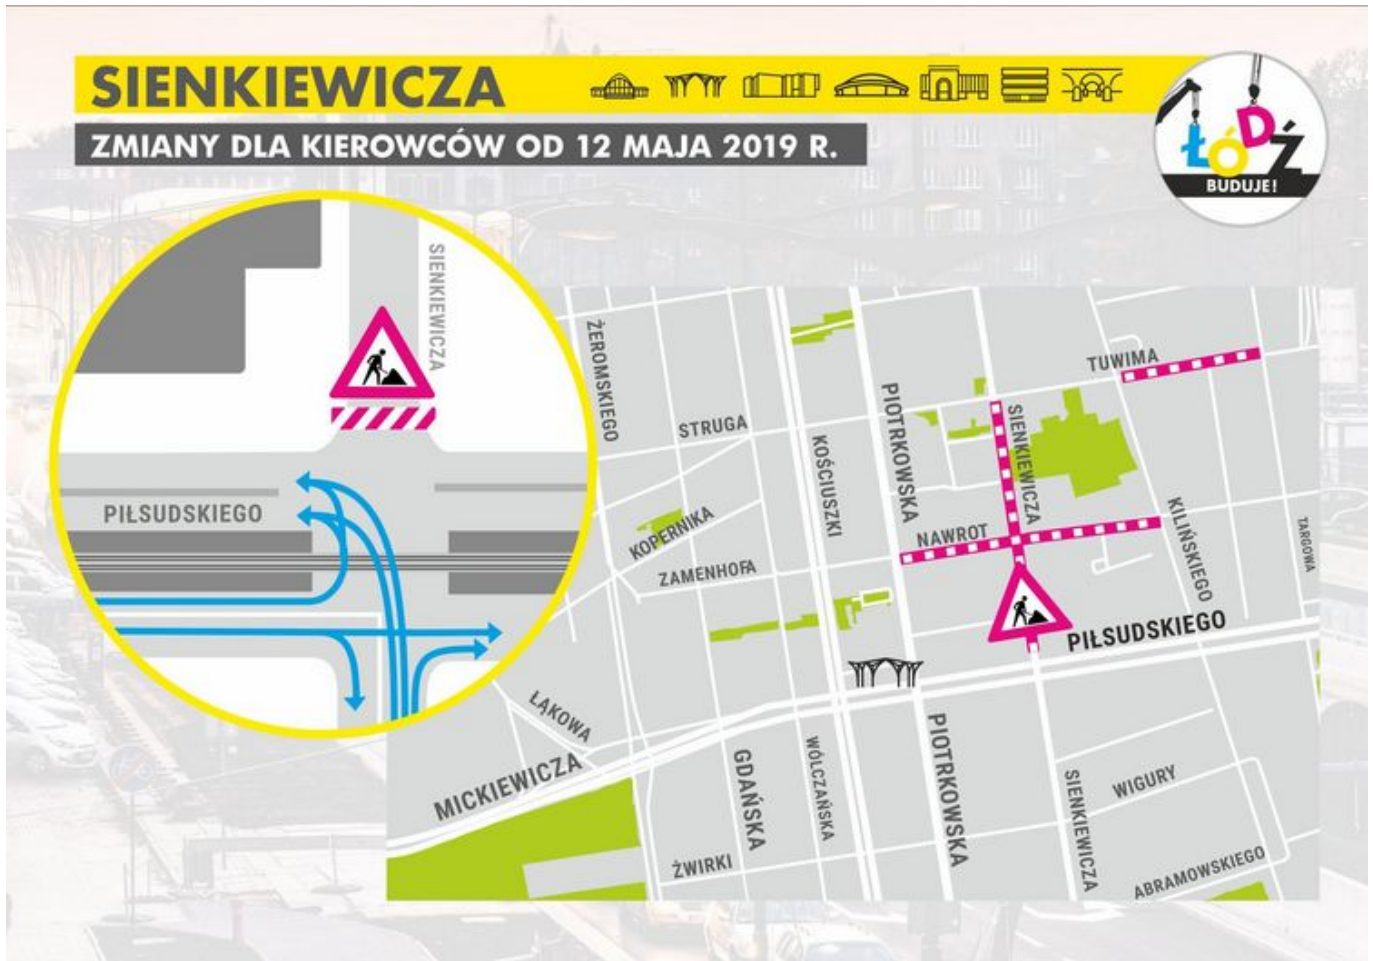 SIENKIEWICZA
ZMIANY DLA KIEROWCÓW OD 12 MAJA 2019 R.
ŁÓDŹ
BUDUJE!
SIENKIEWICZA
PIŁSUDSKIEGO
ŻEROMSKIEGO
STRUGA
KOPERNIKA
ZAMENHOFA
KOŚCIUSZKI
PIOTRKOWSKA
SIENKIEWICZA
TUWIMA
NAWROT
KILIŃSKIEGO
TARGOWA
PIŁSUDSKIEGO
ŁĄKOWA
MICKIEWICZA
GDAŃSKA
WÓLCZAŃSKA
PIOTRKOWSKA
SIENKIEWICZA
WIGURY
ŻWIRKI
ABRAMOWSKIEGO